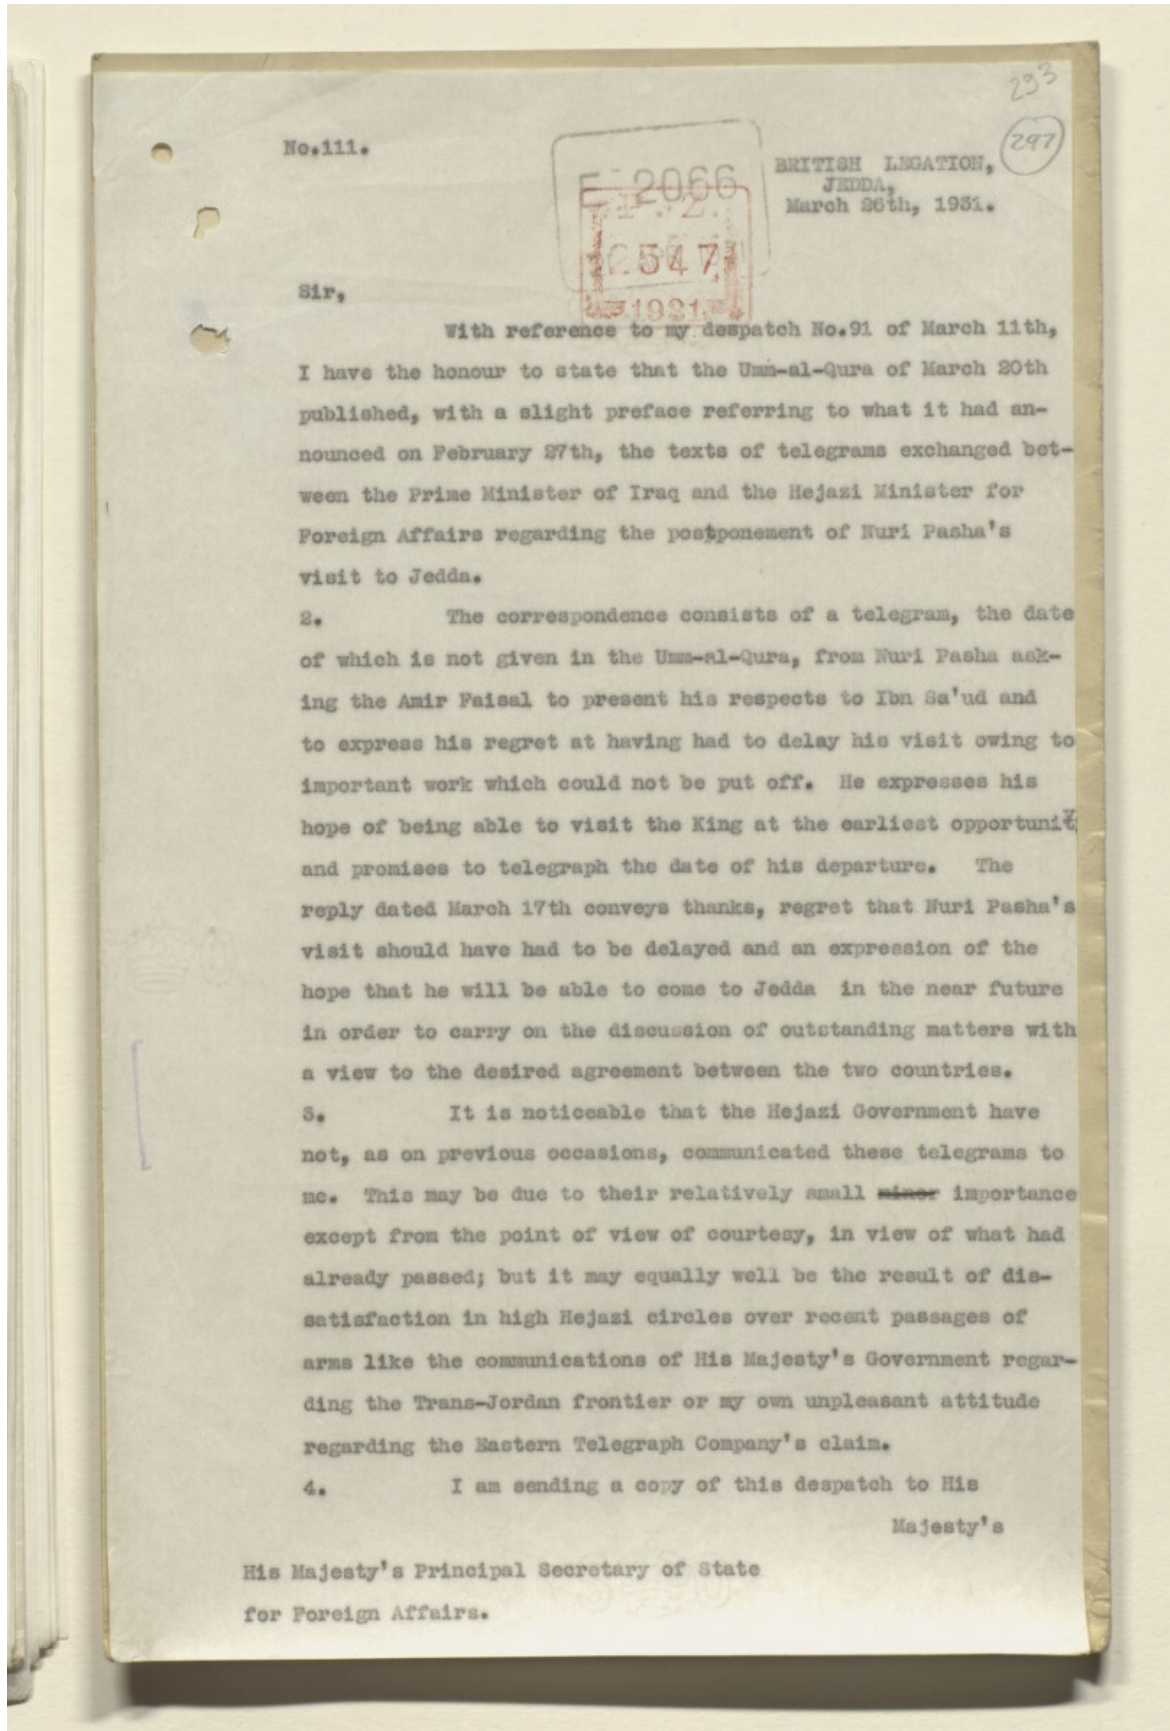 293
297
No.111.
E 2066
BRITISH LEGATION,
JEDDA,
March 26th, 1931.
P.Z.
2547
1931
Sir,
With reference to my despatch No.91 of March 11th,
I have the honour to state that the Umm-al-Qura of March 20th
published, with a slight preface referring to what it had an-
nounced on February 27th, the texts of telegrams exchanged bet-
ween the Prime Minister of Iraq and the Hejazi Minister for
Foreign Affairs regarding the postponement of Nuri Pasha's
visit to Jedda.
2. The correspondence consists of a telegram, the date
of which is not given in the Umm-al-Qura, from Nuri Pasha ask-
ing the Amir Faisal to present his respects to Ibn Sa'ud and
to express his regret at having had to delay his visit owing to
important work which could not be put off. He expresses his
hope of being able to visit the King at the earliest opportunity
and promises to telegraph the date of his departure. The
reply dated March 17th conveys thanks, regret that Nuri Pasha's
visit should have had to be delayed and an expression of the
hope that he will be able to come to Jedda in the near future
in order to carry on the discussion of outstanding matters with
a view to the desired agreement between the two countries.
3. It is noticeable that the Hejazi Government have
not, as on previous occasions, communicated these telegrams to
me. This may be due to their relatively small minor importance
except from the point of view of courtesy, in view of what had
already passed; but it may equally well be the result of dis-
satisfaction in high Hejazi circles over recent passages of
arms like the communications of His Majesty's Government regar-
ding the Trans-Jordan frontier or my own unpleasant attitude
regarding the Eastern Telegraph Company's claim.
4. I am sending a copy of this despatch to His
Majesty's
His Majesty's Principal Secretary of State
for Foreign Affairs.